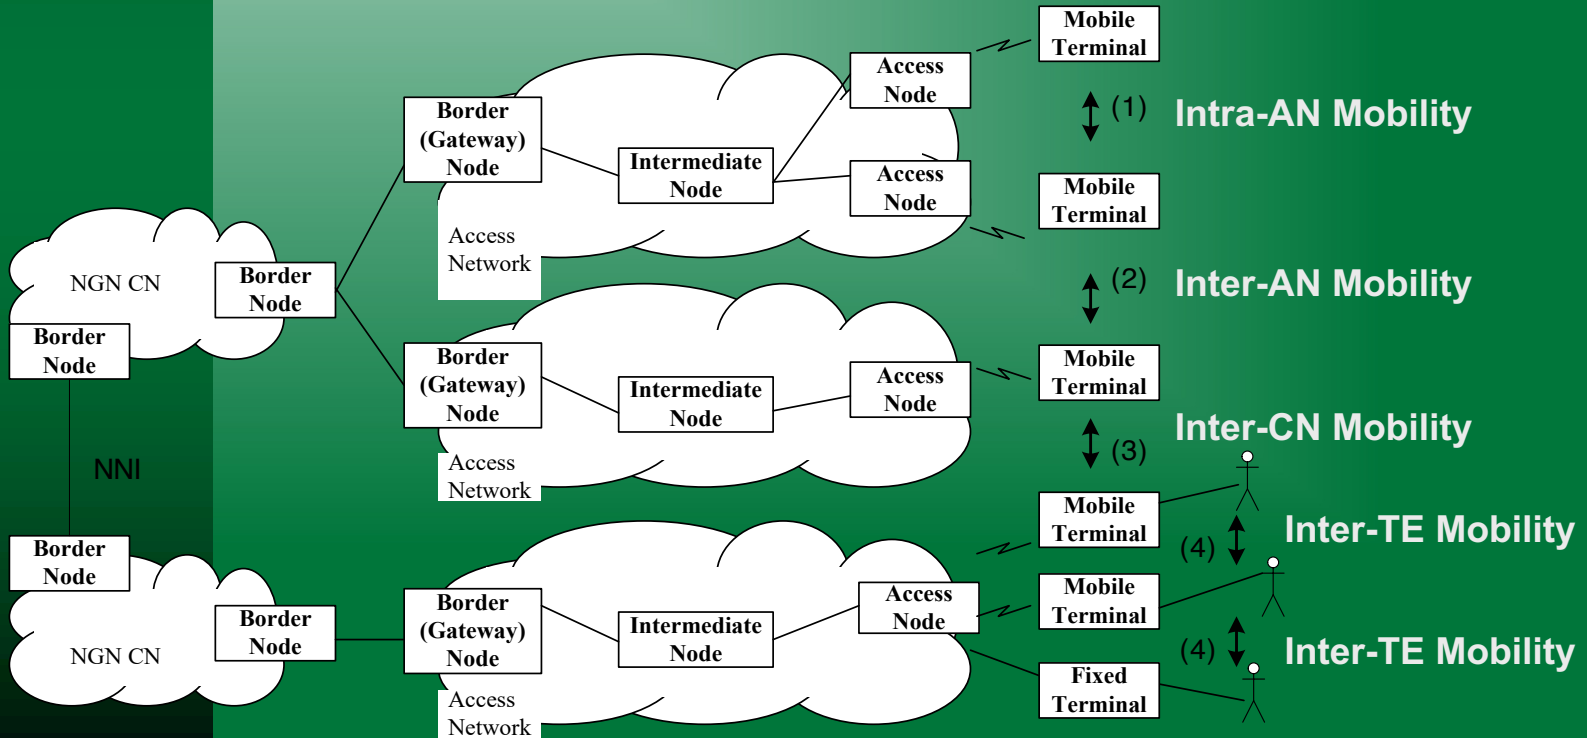 Mobile
Terminal
Access
Node
Border
(Gateway)
Node
(1)
Intra-AN Mobility
Intermediate
Node
Access
Node
Mobile
Terminal
Access
Network
NGN CN
Border
Node
(2)
Inter-AN Mobility
Border
Node
Border
(Gateway)
Node
Intermediate
Node
Access
Node
Mobile
Terminal
Access
Network
(3)
Inter-CN Mobility
NNI
Mobile
Terminal
(4)
Inter-TE Mobility
Border
Node
NGN CN
Border
Node
Border
(Gateway)
Node
Intermediate
Node
Access
Node
Mobile
Terminal
(4)
Inter-TE Mobility
Fixed
Terminal
Access
Network